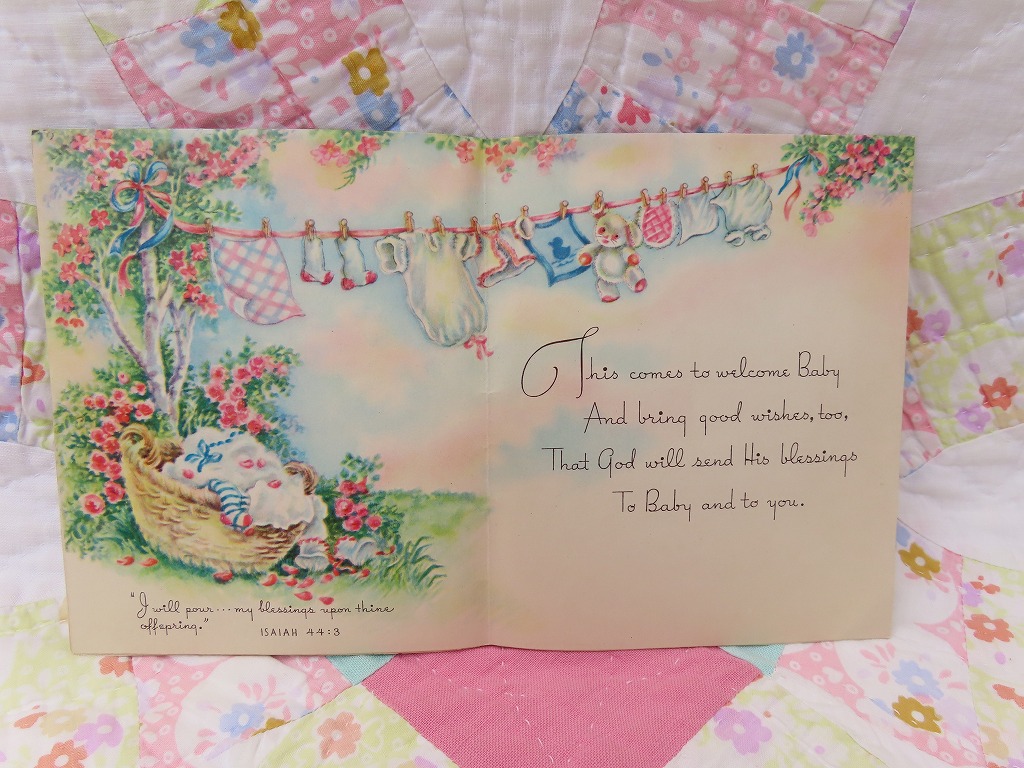 "I will pour...my blessings upon thine
offspring."
ISAIAH 44:3
This comes to welcome Baby
And bring good wishes, too,
That God will send His blessings
To Baby and to you.